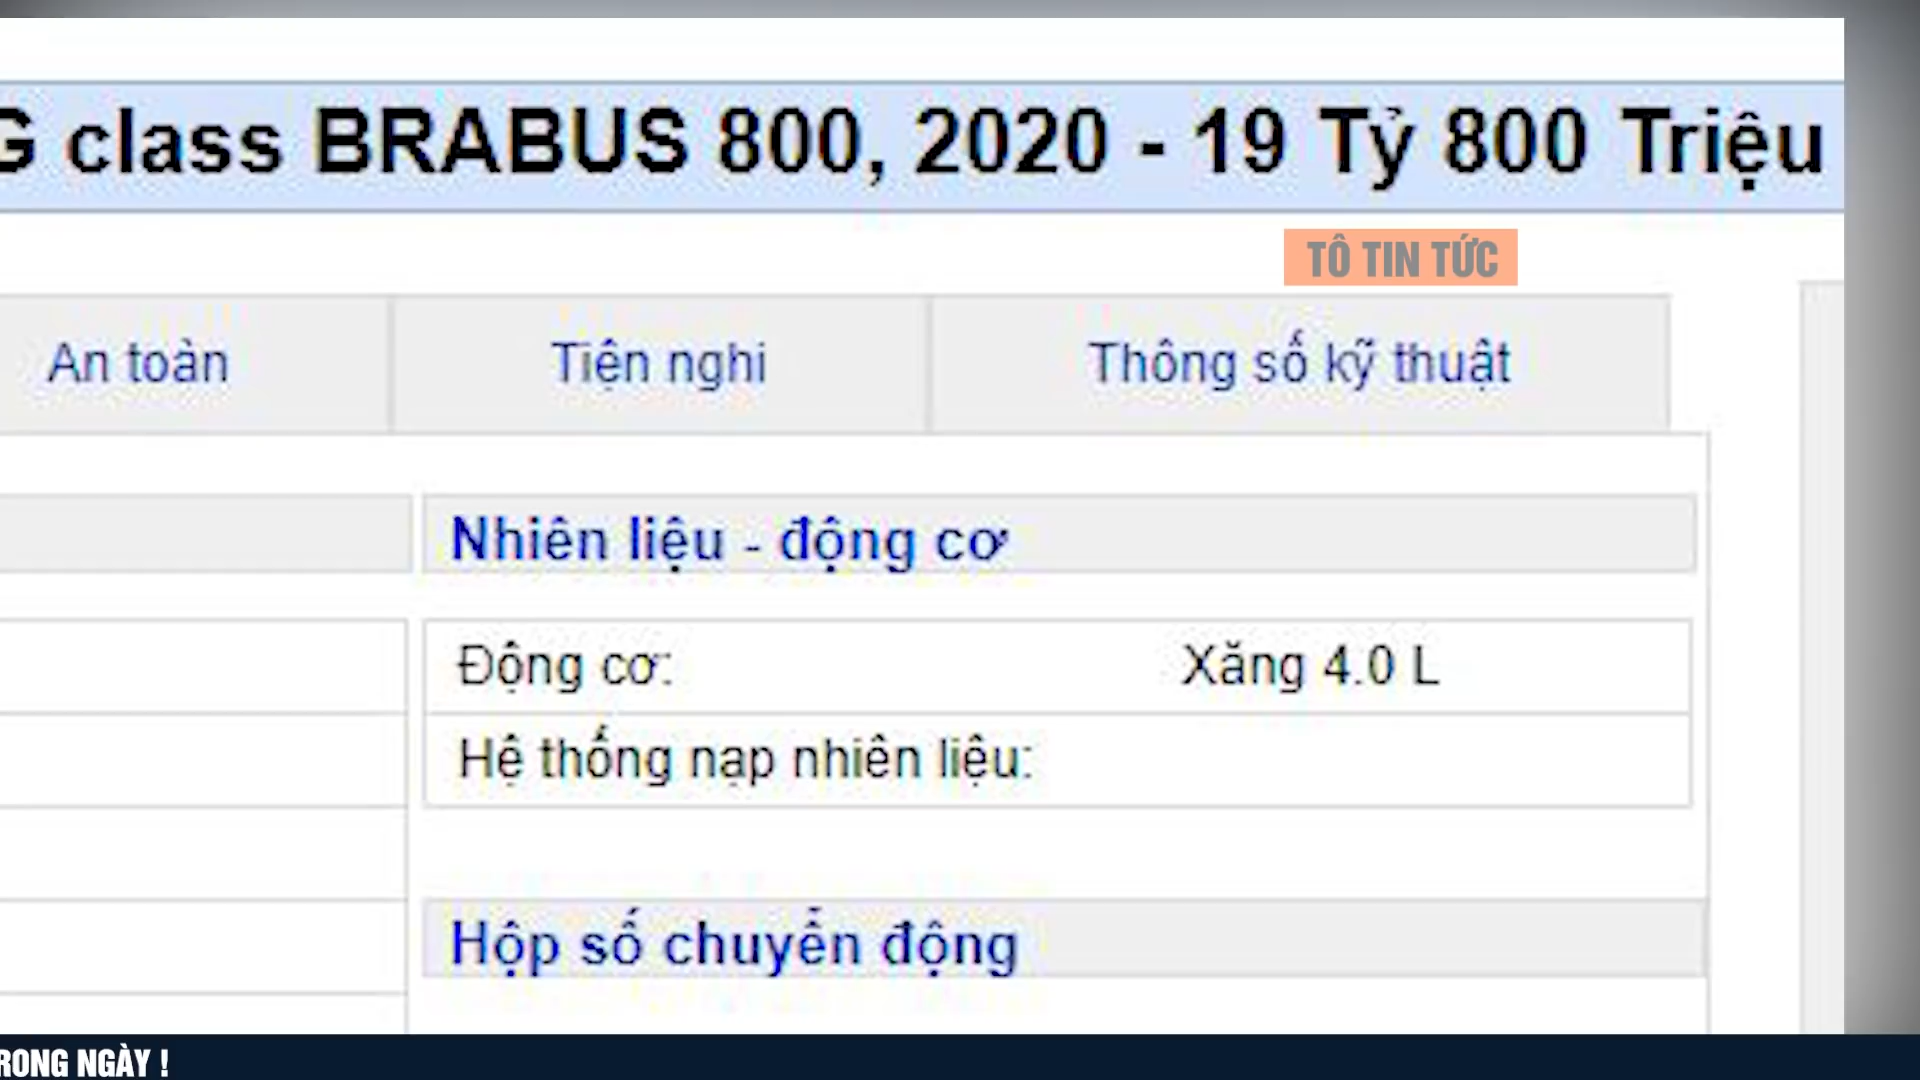 G class BRABUS 800, 2020 - 19 Tỷ 800 Triệu
TÔ TIN TỨC
An toàn Tiện nghi Thông số kỹ thuật
Nhiên liệu - động cơ
Động cơ: Xăng 4.0 L
Hệ thống nạp nhiên liệu:
Hộp số chuyển động
RONG NGÀY !